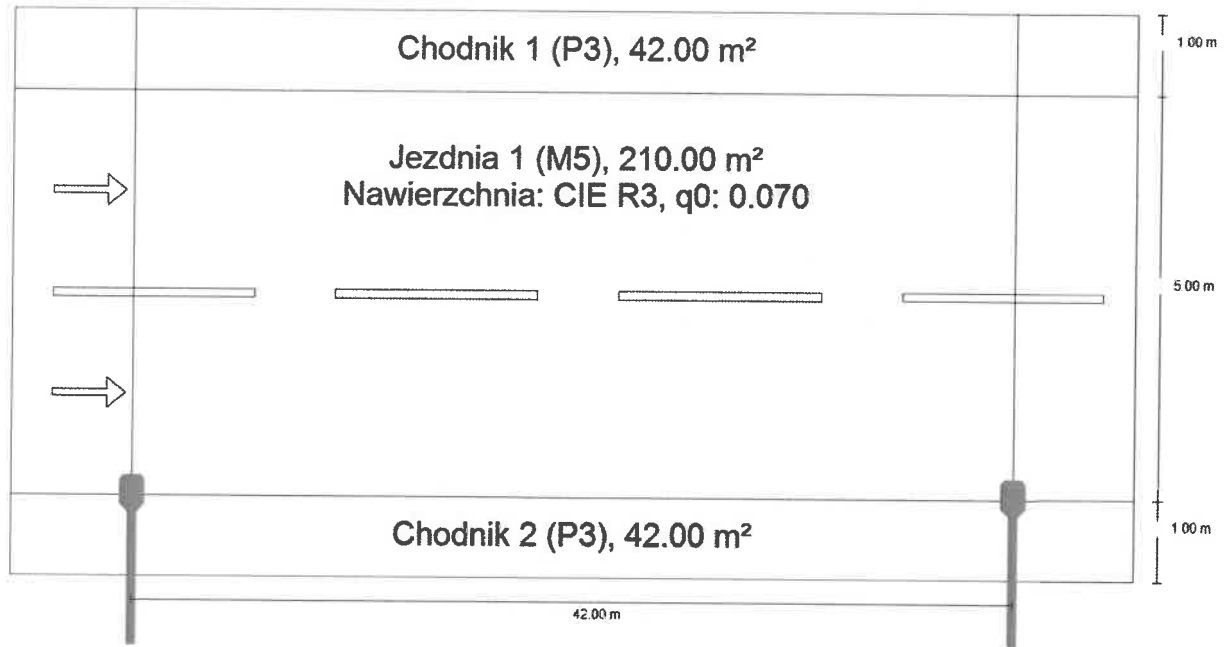 Chodnik 1 (P3), 42.00 m²
1.00 m
Jezdnia 1 (M5), 210.00 m²
Nawierzchnia: CIE R3, q0: 0.070
5.00 m
Chodnik 2 (P3), 42.00 m²
1.00 m
42.00 m